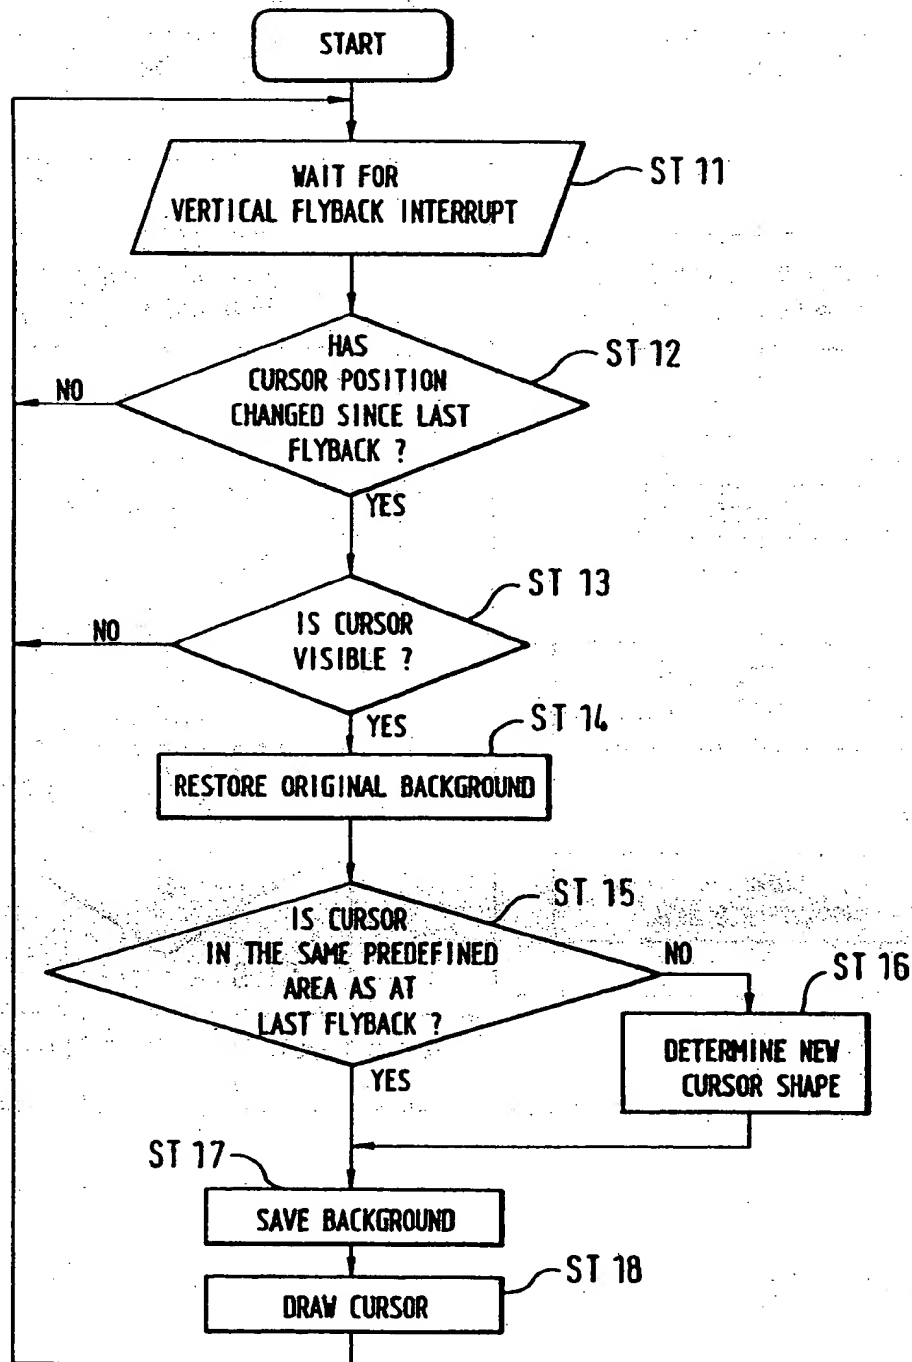 START
WAIT FOR
VERTICAL FLYBACK INTERRUPT
ST 11
HAS
CURSOR POSITION
CHANGED SINCE LAST
FLYBACK ?
ST 12
NO
YES
ST 13
IS CURSOR
VISIBLE ?
NO
YES
ST 14
RESTORE ORIGINAL BACKGROUND
ST 15
IS CURSOR
IN THE SAME PREDEFINED
AREA AS AT
LAST FLYBACK ?
NO
ST 16
DETERMINE NEW
CURSOR SHAPE
YES
ST 17
SAVE BACKGROUND
ST 18
DRAW CURSOR